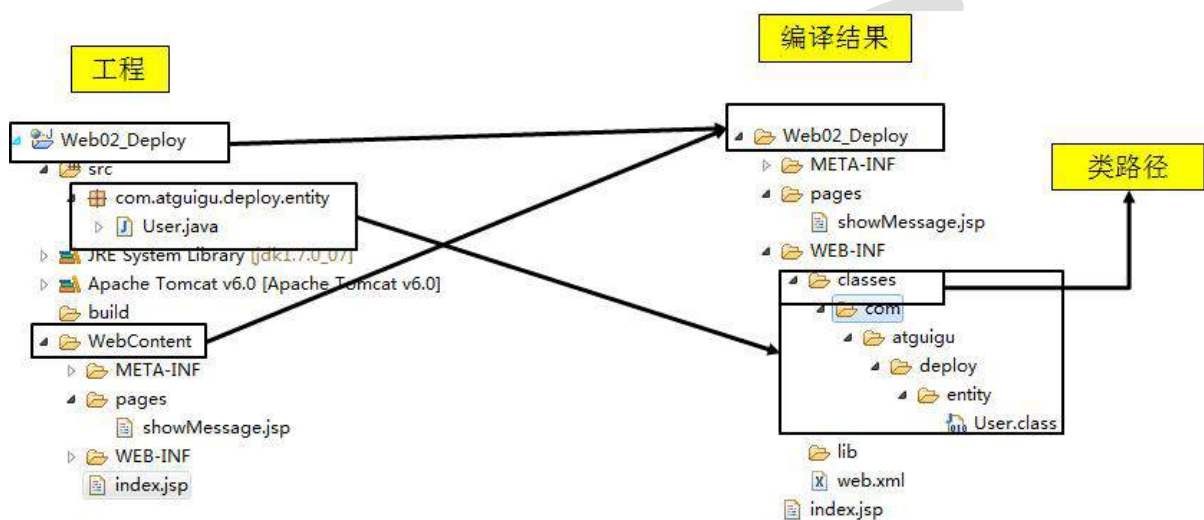 工程
Web02_Deploy
src
com.atguigu.deploy.entity
User.java
JRE System Library [jdk1.7.0_07]
Apache Tomcat v6.0 [Apache Tomcat v6.0]
build
WebContent
META-INF
pages
showMessage.jsp
WEB-INF
index.jsp
编译结果
Web02_Deploy
META-INF
pages
showMessage.jsp
WEB-INF
classes
com
atguigu
deploy
entity
User.class
lib
web.xml
index.jsp
类路径